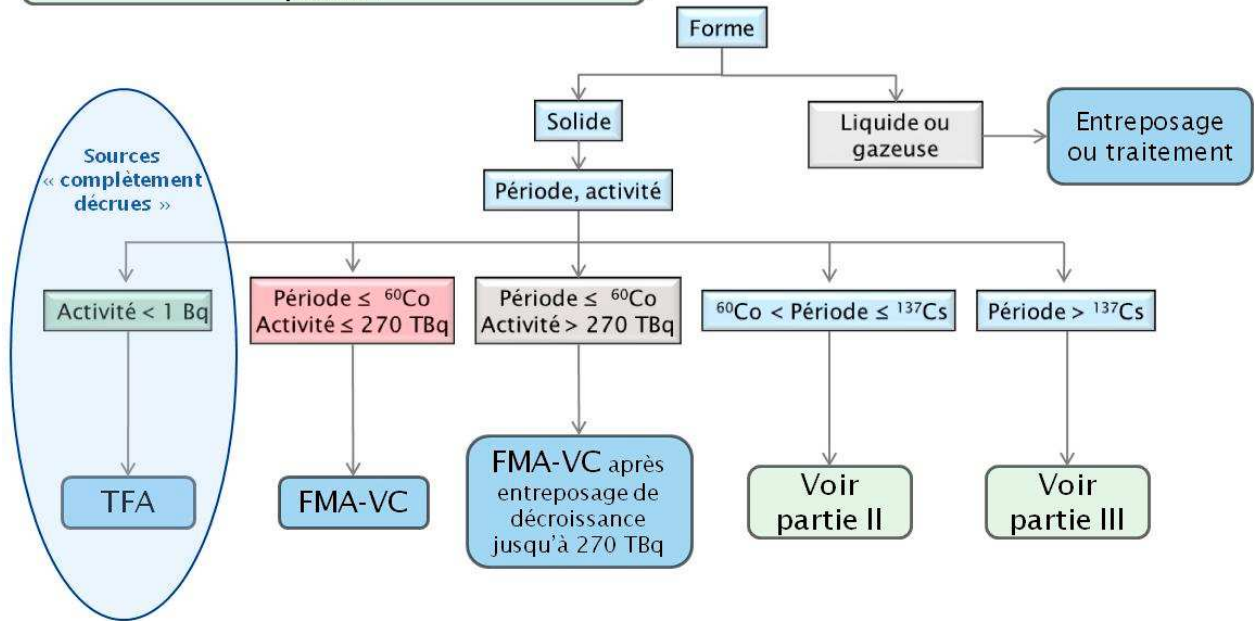 Forme
Solide
Liquide ou
gazeuse
Entreposage
ou traitement
Sources
« complètement
décrues »
Période, activité
Activité < 1 Bq
Période ≤ ⁶⁰Co
Activité ≤ 270 TBq
Période ≤ ⁶⁰Co
Activité > 270 TBq
⁶⁰Co < Période ≤ ¹³⁷Cs
Période > ¹³⁷Cs
TFA
FMA-VC
FMA-VC après
entreposage de
décroissance
jusqu'à 270 TBq
Voir
partie II
Voir
partie III